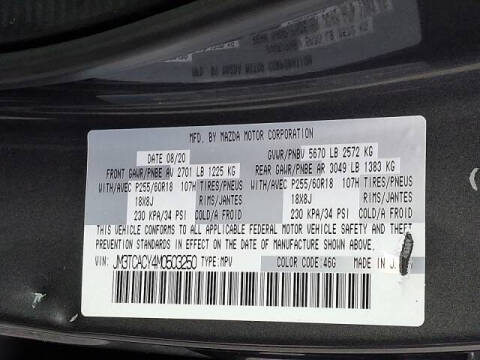 MFD. BY MAZDA MOTOR CORPORATION
DATE 08/20 GVWR/PNBV 5670 LB 2572 KG
FRONT GAWR/PNBE AV 2701 LB 1225 KG REAR GAWR/PNBE AR 3049 LB 1383 KG
WITH/AVEC P255/60R18 107H TIRES/PNEUS WITH/AVEC P255/60R18 107H TIRES/PNEUS
18X8J RIMS/JANTES 18X8J RIMS/JANTES
230 KPA/34 PSI COLD/A FROID 230 KPA/34 PSI COLD/A FROID
THIS VEHICLE CONFORMS TO ALL APPLICABLE FEDERAL MOTOR VEHICLE SAFETY AND THEFT
PREVENTION STANDARDS IN EFFECT ON THE DATE OF MANUFACTURE SHOWN ABOVE.
VIN: JM3TCACY4M0503250 TYPE:MPV COLOR CODE:46G MADE IN